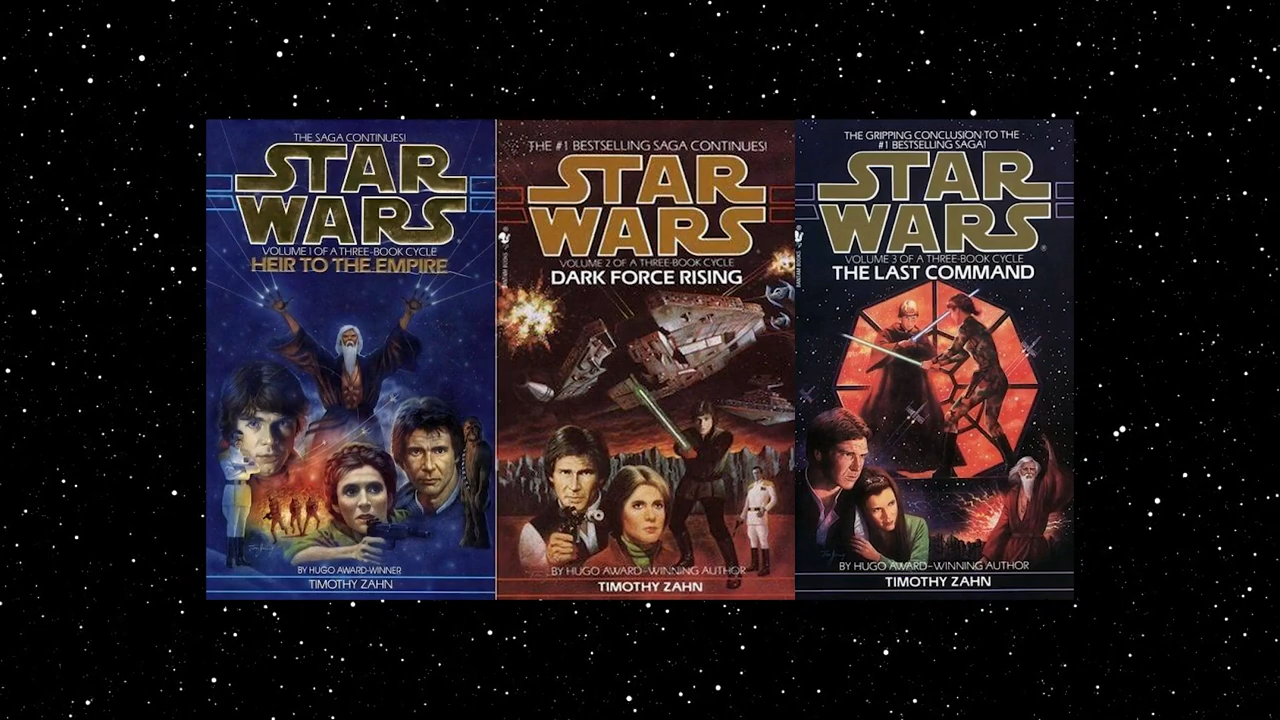 THE SAGA CONTINUES!
STAR
WARS
VOLUME 1 OF A THREE-BOOK CYCLE
HEIR TO THE EMPIRE
BY HUGO AWARD-WINNER
TIMOTHY ZAHN
THE #1 BESTSELLING SAGA CONTINUES!
STAR
WARS®
VOLUME 2 OF A THREE-BOOK CYCLE
DARK FORCE RISING
BY HUGO AWARD-WINNING AUTHOR
TIMOTHY ZAHN
THE GRIPPING CONCLUSION TO THE
#1 BESTSELLING SAGA!
STAR
WARS®
VOLUME 3 OF A THREE-BOOK CYCLE
THE LAST COMMAND
BANTAM BOOKS
BY HUGO AWARD-WINNING AUTHOR
TIMOTHY ZAHN